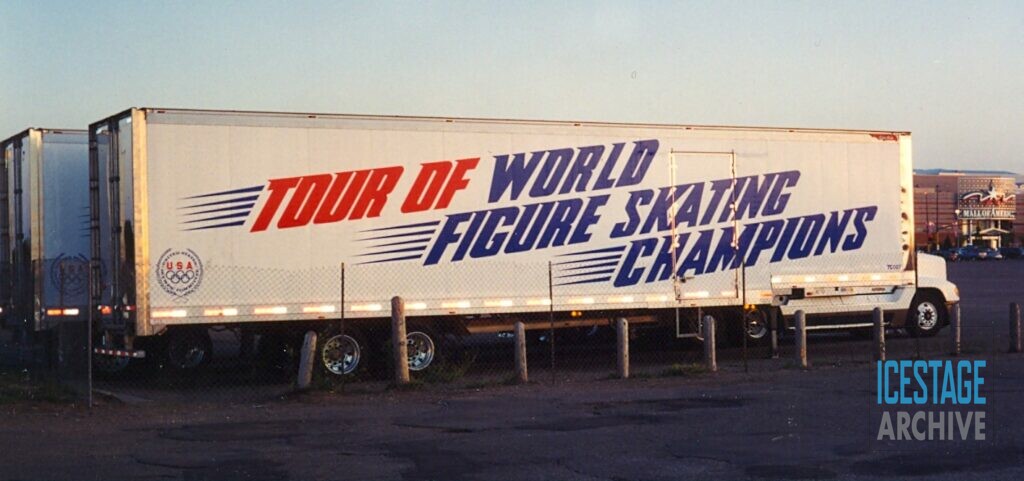 TOUR OF WORLD
FIGURE SKATING
CHAMPIONS
USA
MALL OF AMERICA
ICESTAGE
ARCHIVE